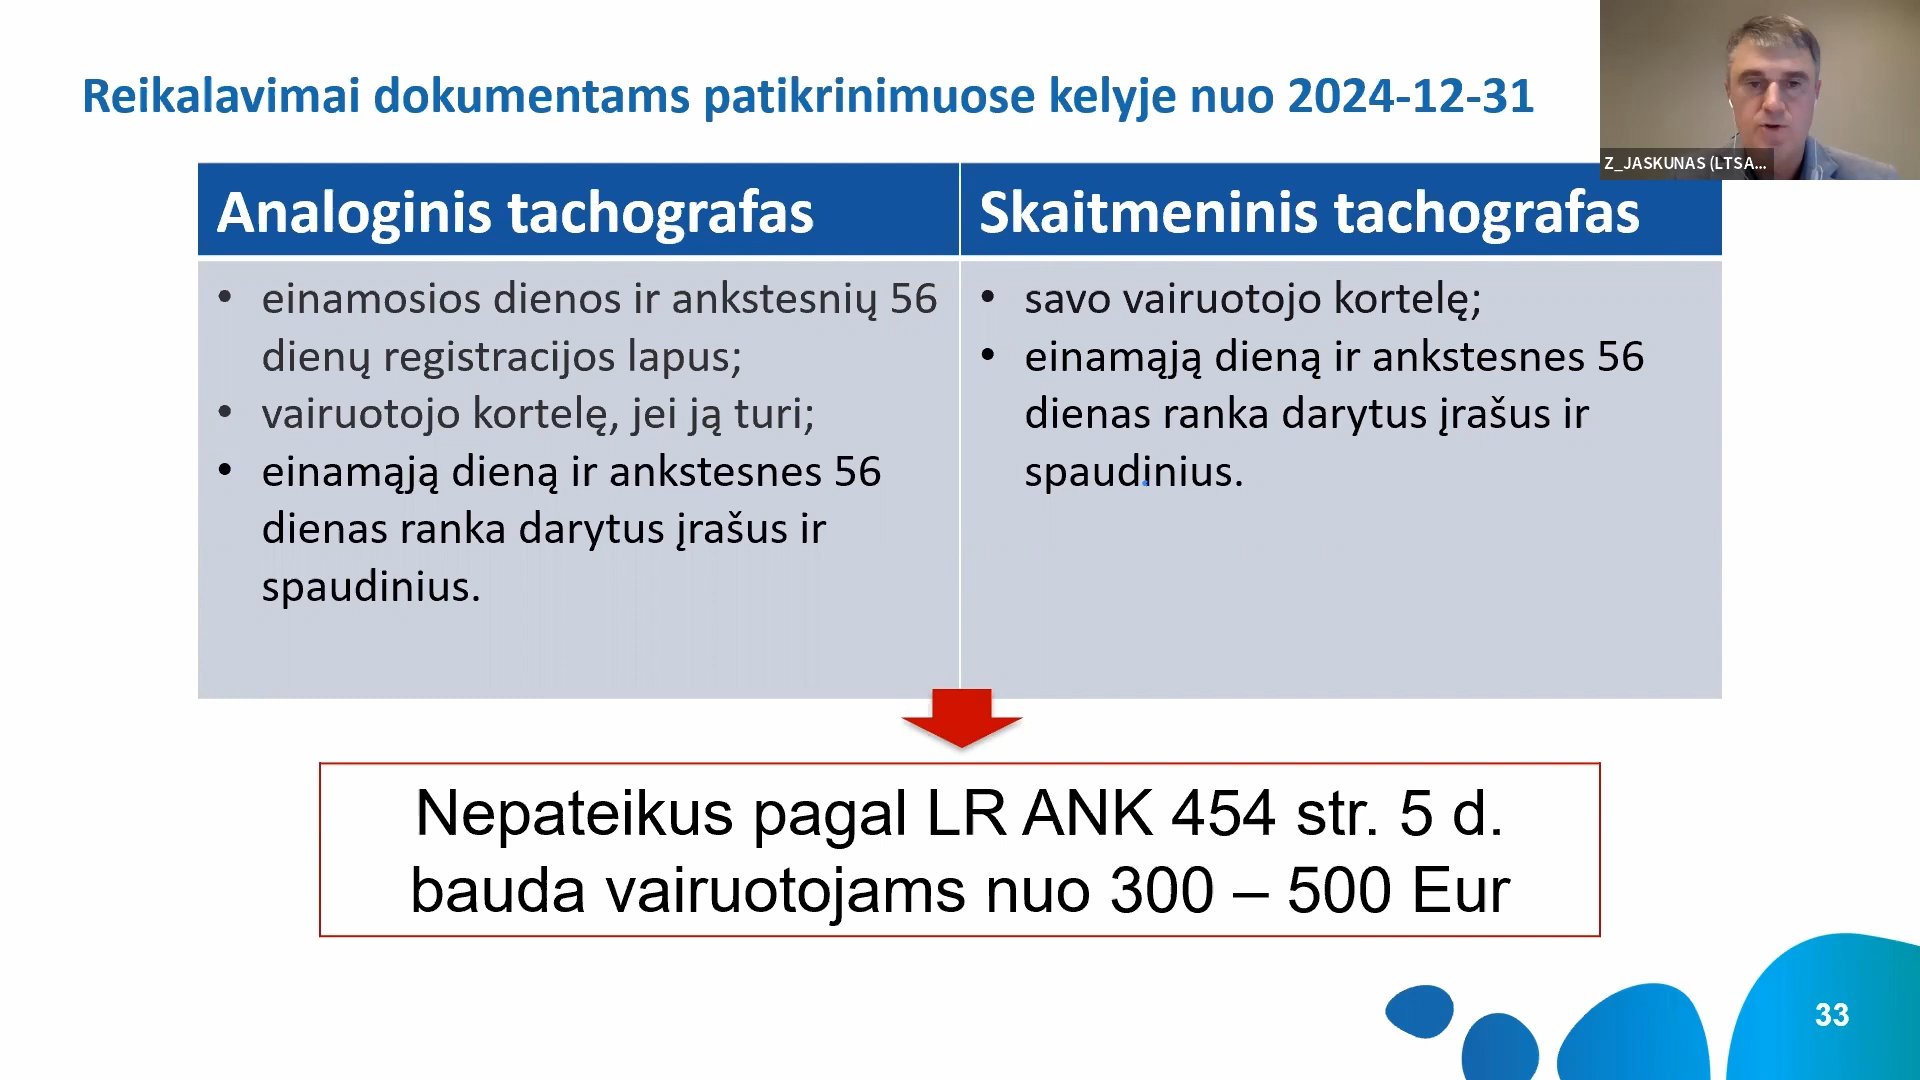 Reikalavimai dokumentams patikrinimuose kelyje nuo 2024-12-31
Z_JASKUNAS (LTSA...
Analoginis tachografas
Skaitmeninis tachografas
• einamosios dienos ir ankstesnių 56
dienų registracijos lapus;
• vairuotojo kortelę, jei ją turi;
• einamąją dieną ir ankstesnes 56
dienas ranka darytus įrašus ir
spaudinius.
• savo vairuotojo kortelę;
• einamąją dieną ir ankstesnes 56
dienas ranka darytus įrašus ir
spaudinius.
Nepateikus pagal LR ANK 454 str. 5 d.
bauda vairuotojams nuo 300 – 500 Eur
33